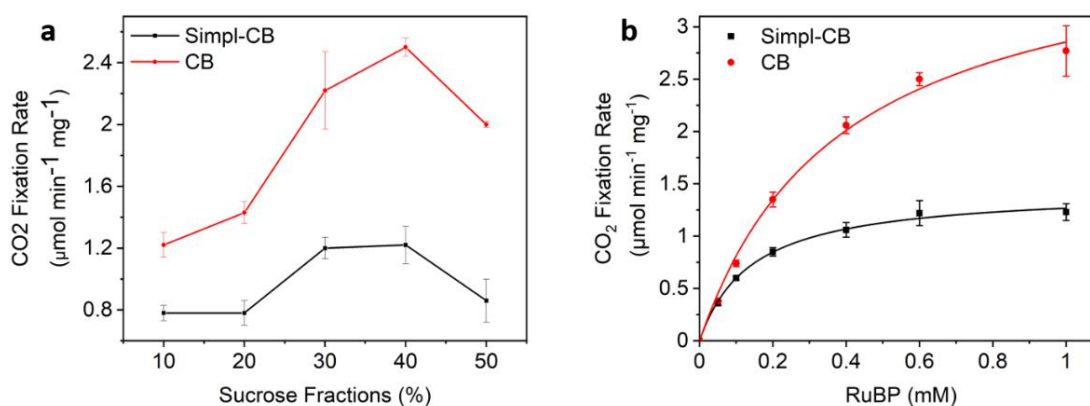 a
Simpl-CB
CB
CO2 Fixation Rate
(µmol min⁻¹ mg⁻¹)
2.4
2
1.6
1.2
0.8
10 20 30 40 50
Sucrose Fractions (%)
b
Simpl-CB
CB
CO₂ Fixation Rate
(µmol min⁻¹ mg⁻¹)
3
2.5
2
1.5
1
0.5
0
0 0.2 0.4 0.6 0.8 1
RuBP (mM)